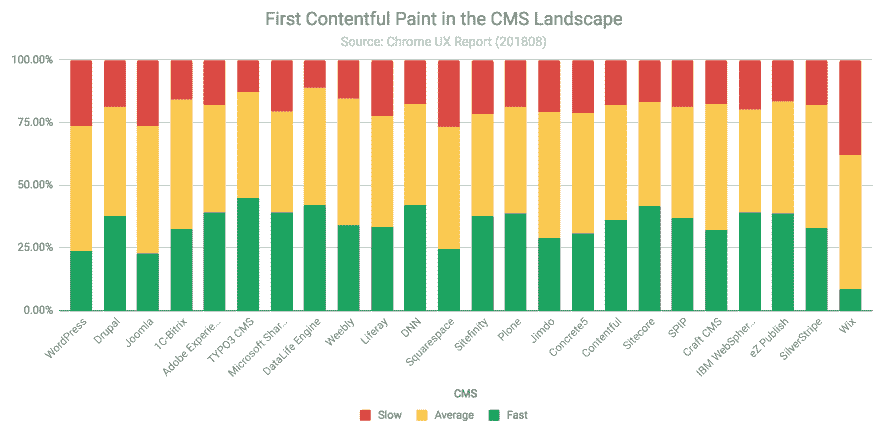 First Contentful Paint in the CMS Landscape
Source: Chrome UX Report (201808)
100.00%
75.00%
50.00%
25.00%
0.00%
WordPress
Drupal
Joomla
1C-Bitrix
Adobe Experie...
TYPO3 CMS
Microsoft Shar...
DataLife Engine
Weebly
Liferay
DNN
Squarespace
Sitefinity
Plone
Jimdo
Concrete5
Contentful
Sitecore
SPIP
Craft CMS
IBM WebSpher...
eZ Publish
SilverStripe
Wix
CMS
Slow Average Fast